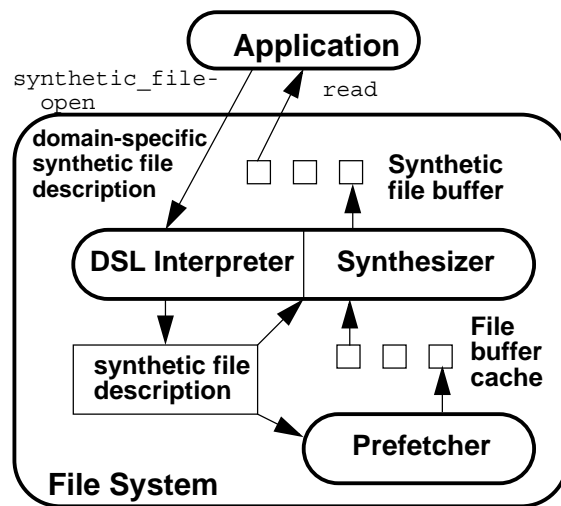 Application
synthetic_file-
open
read
domain-specific
synthetic file
description
Synthetic
file buffer
DSL Interpreter
Synthesizer
File
buffer
cache
synthetic file
description
Prefetcher
File System